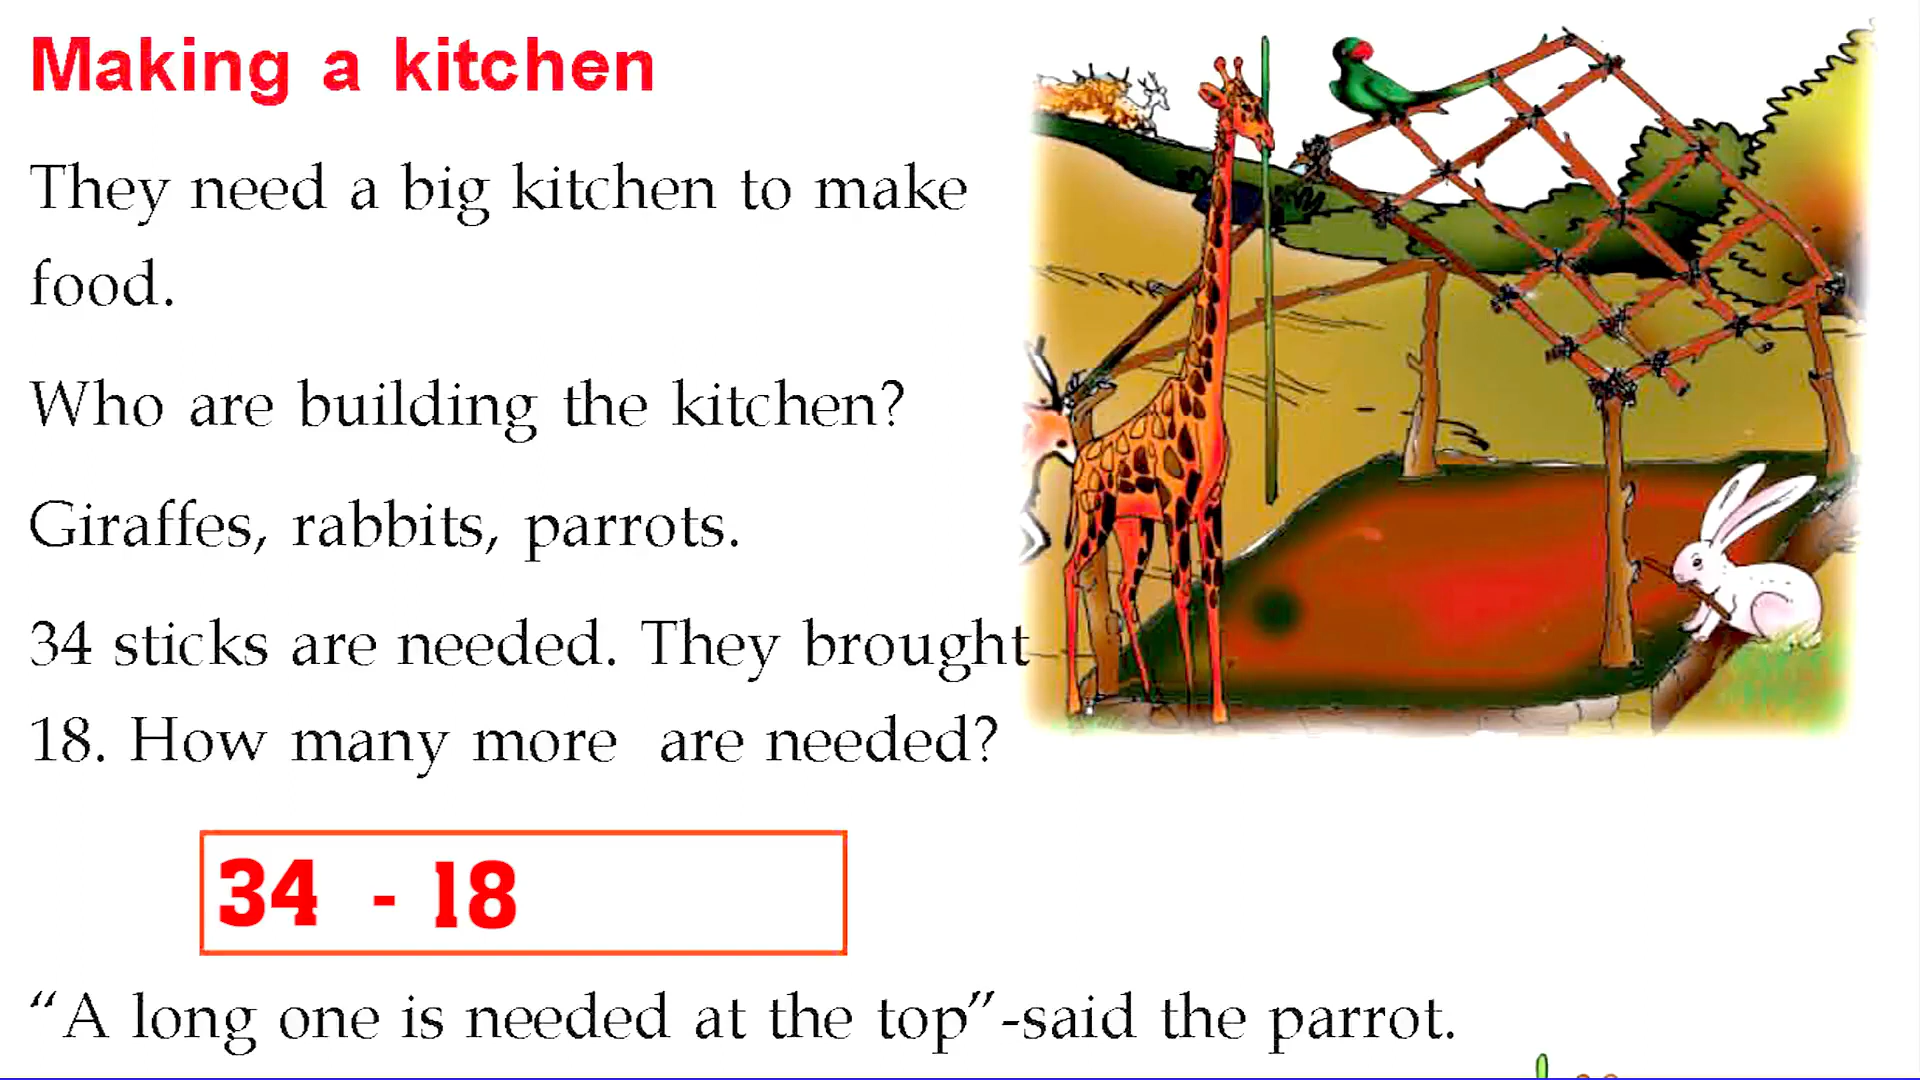 Making a kitchen
They need a big kitchen to make
food.
Who are building the kitchen?
Giraffes, rabbits, parrots.
34 sticks are needed. They brought
18. How many more are needed?
34 - 18
“A long one is needed at the top”-said the parrot.